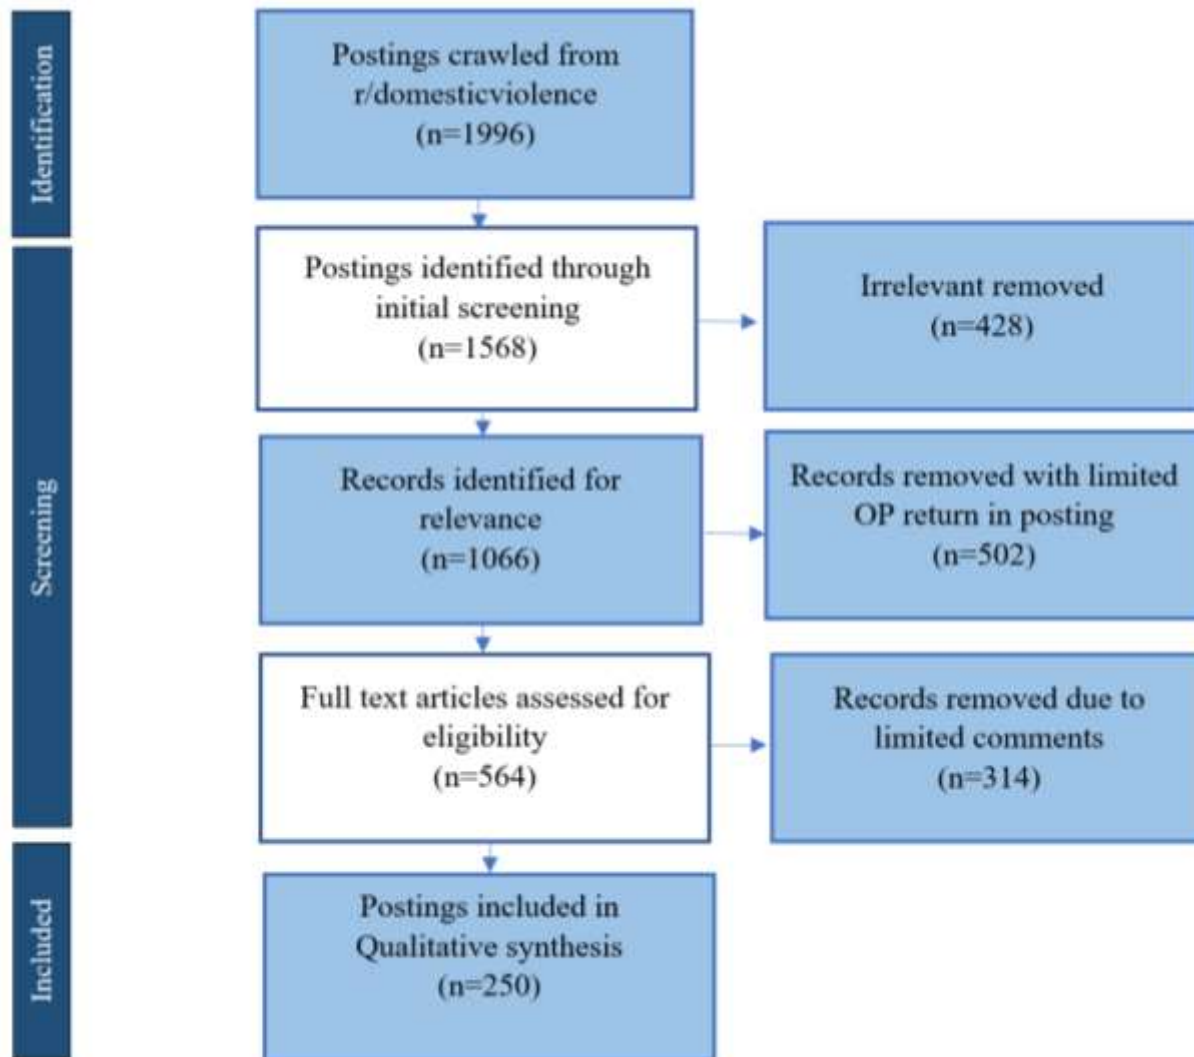 Identification
Postings crawled from
r/domesticviolence
(n=1996)
Screening
Postings identified through
initial screening
(n=1568)
Irrelevant removed
(n=428)
Records identified for
relevance
(n=1066)
Records removed with limited
OP return in posting
(n=502)
Full text articles assessed for
eligibility
(n=564)
Records removed due to
limited comments
(n=314)
Included
Postings included in
Qualitative synthesis
(n=250)